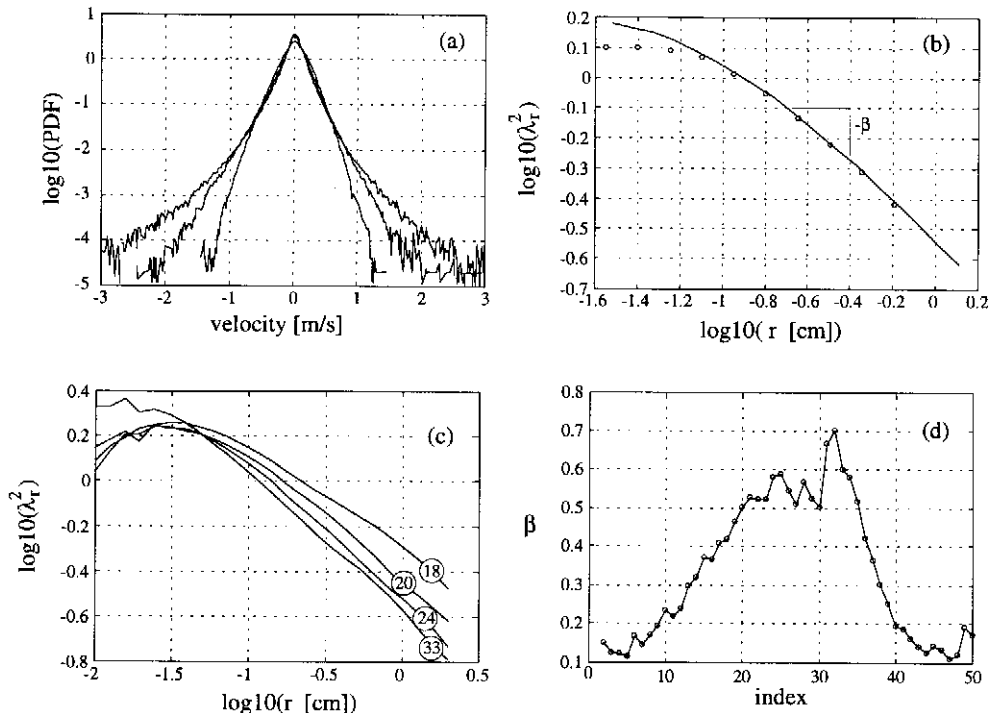 (a)
log10(PDF)
1
0
-1
-2
-3
-4
-5
-3 -2 -1 0 1 2 3
velocity [m/s]
(b)
log10(λ_r^2)
0.2
0.1
0
-0.1
-0.2
-0.3
-0.4
-0.5
-0.6
-0.7
-β
-1.6 -1.4 -1.2 -1 -0.8 -0.6 -0.4 -0.2 0 0.2
log10( r [cm])
(c)
log10(λ_r^2)
0.4
0.2
0
-0.2
-0.4
-0.6
-0.8
18
20
24
33
-2 -1.5 -1 -0.5 0 0.5
log10(r [cm])
(d)
β
0.8
0.7
0.6
0.5
0.4
0.3
0.2
0.1
0 10 20 30 40 50
index